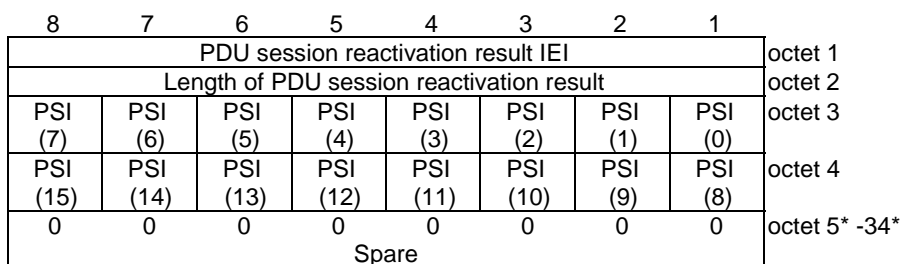 8 7 6 5 4 3 2 1
PDU session reactivation result IEI octet 1
Length of PDU session reactivation result octet 2
PSI PSI PSI PSI PSI PSI PSI PSI octet 3
(7) (6) (5) (4) (3) (2) (1) (0)
PSI PSI PSI PSI PSI PSI PSI PSI octet 4
(15) (14) (13) (12) (11) (10) (9) (8)
0 0 0 0 0 0 0 0 octet 5* -34*
Spare